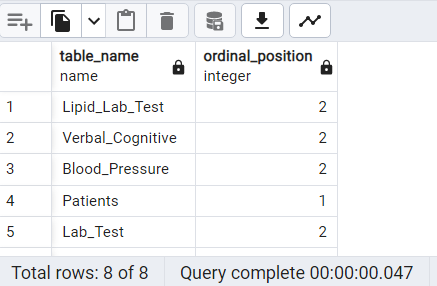 table_name ordinal_position
name integer
1 Lipid_Lab_Test 2
2 Verbal_Cognitive 2
3 Blood_Pressure 2
4 Patients 1
5 Lab_Test 2
Total rows: 8 of 8 Query complete 00:00:00.047